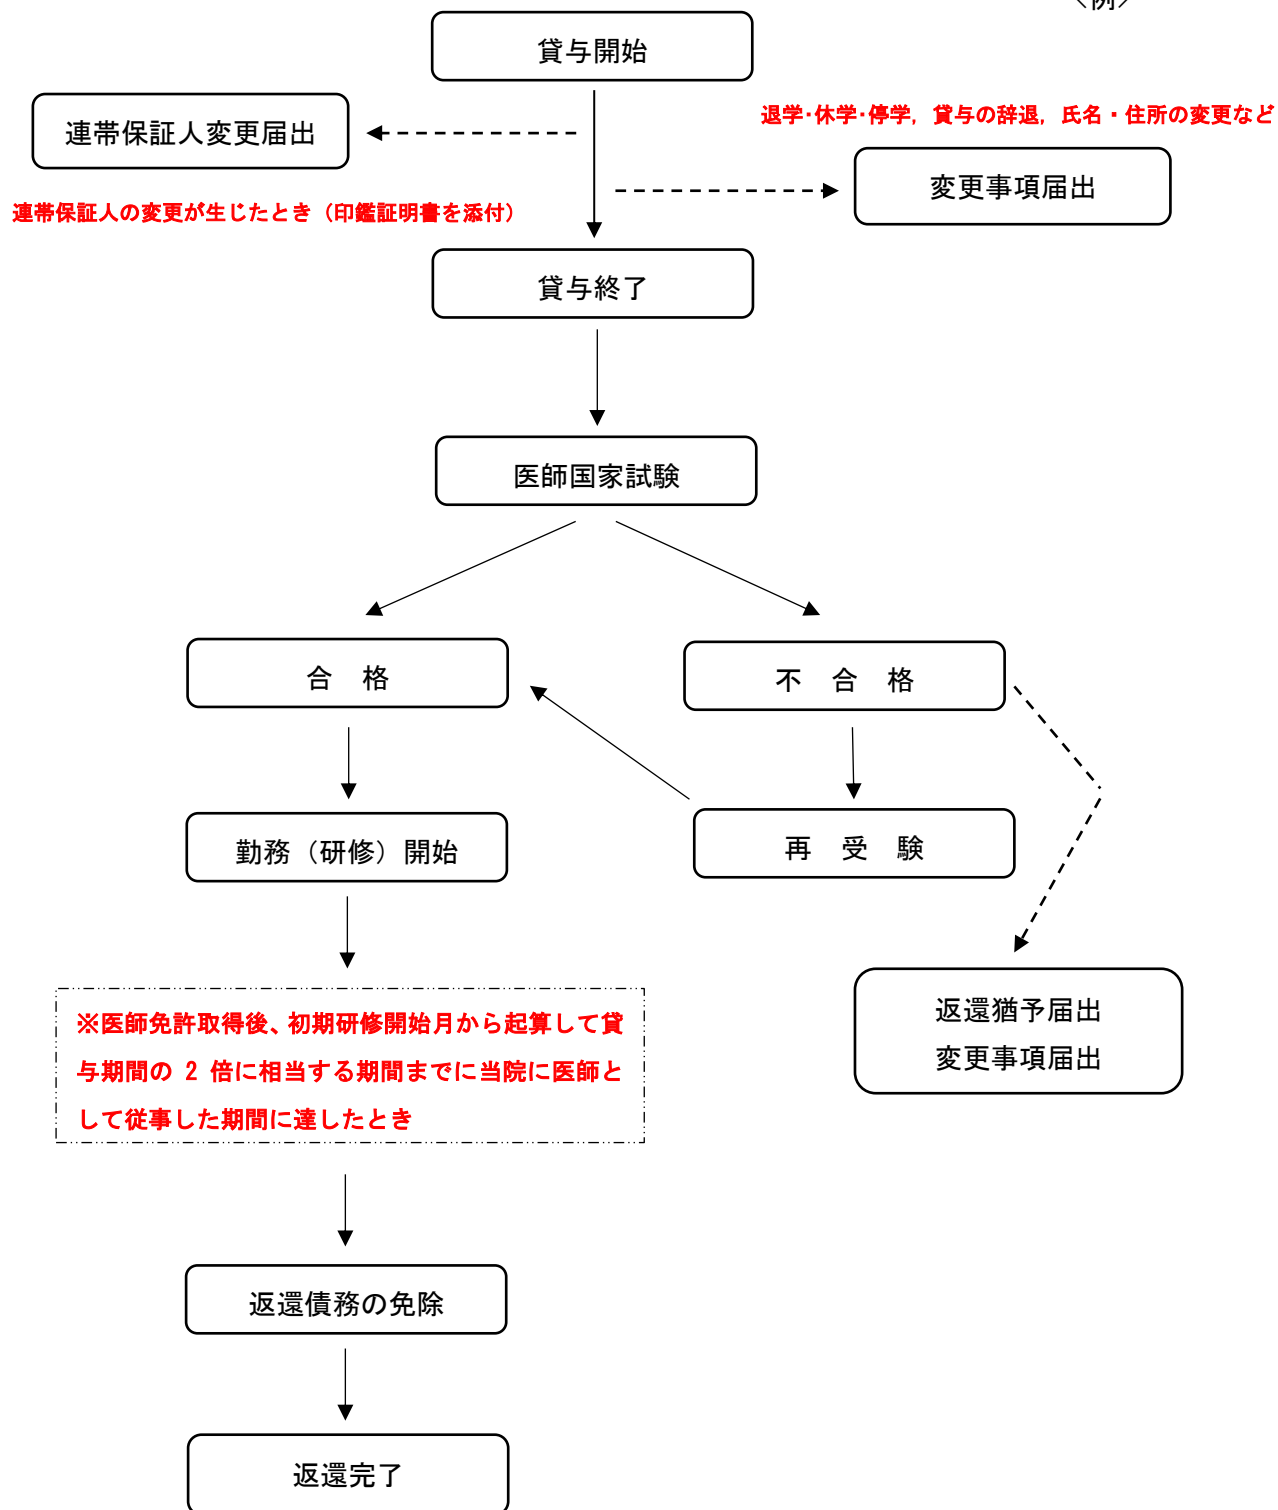 〈例〉
貸与開始
退学・休学・停学，貸与の辞退，氏名・住所の変更など
連帯保証人変更届出
変更事項届出
連帯保証人の変更が生じたとき（印鑑証明書を添付）
貸与終了
医師国家試験
合　格
不　合　格
勤務（研修）開始
再　受　験
返還猶予届出
変更事項届出
※医師免許取得後、初期研修開始月から起算して貸
与期間の 2 倍に相当する期間までに当院に医師と
して従事した期間に達したとき
返還債務の免除
返還完了